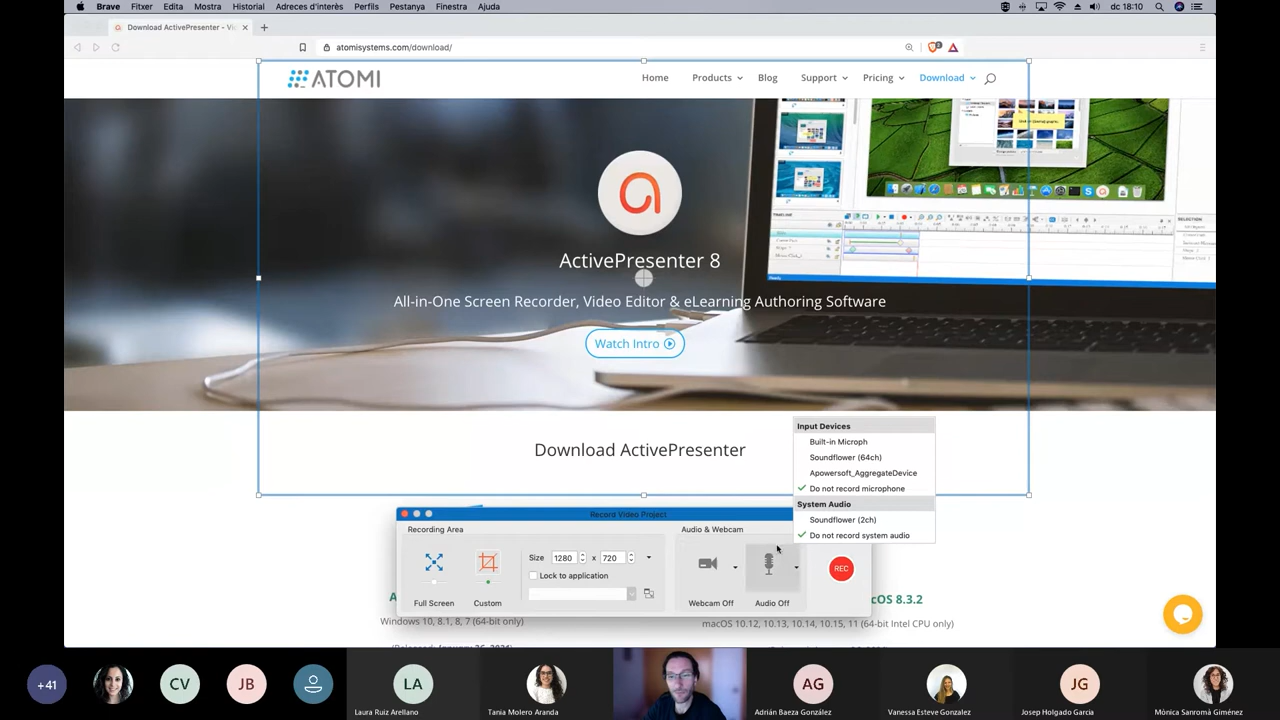 Brave Fitxer Edita Mostra Historial Adreces d'interès Perfils Pestanya Finestra Ajuda dc 18:10
Download ActivePresenter - Vi
atomisystems.com/download/
ATOMI Home Products Blog Support Pricing Download
ActivePresenter 8
All-in-One Screen Recorder, Video Editor & eLearning Authoring Software
Watch Intro
Download ActivePresenter
Input Devices
Built-in Microph
Soundflower (64ch)
Apowersoft_AggregateDevice
Do not record microphone
System Audio
Soundflower (2ch)
Do not record system audio
Record Video Project
Recording Area Audio & Webcam
Size 1280 x 720
Lock to application
REC
Full Screen Custom Webcam Off Audio Off
cOS 8.3.2
Windows 10, 8.1, 8, 7 (64-bit only)
macOS 10.12, 10.13, 10.14, 10.15, 11 (64-bit Intel CPU only)
+41 CV JB LA AG JG
Laura Ruiz Arellano Tania Molero Aranda Adrián Baeza González Vanessa Esteve Gonzalez Josep Holgado Garcia Mònica Sanromà Giménez